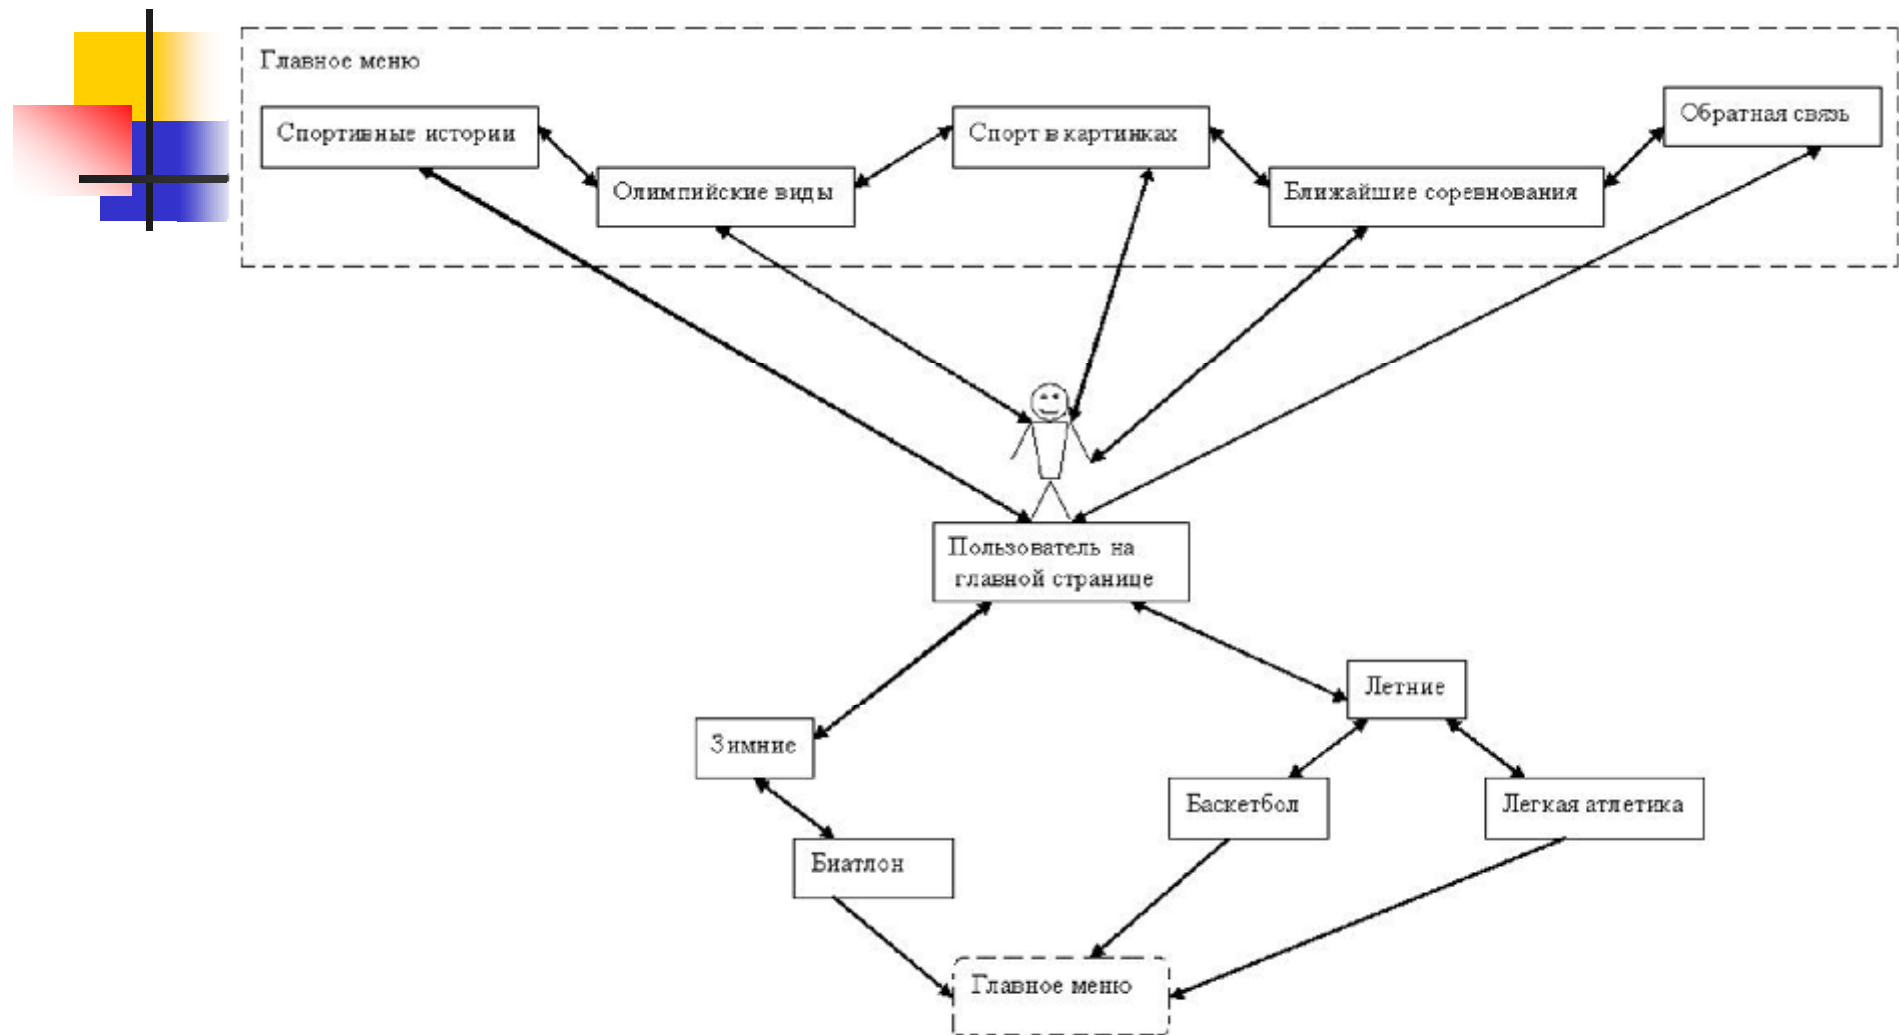 Главное меню
Спортивные истории
Олимпийские виды
Спорт в картинках
Ближайшие соревнования
Обратная связь
Пользователь на
главной странице
Зимние
Летние
Биатлон
Баскетбол
Легкая атлетика
Главное меню